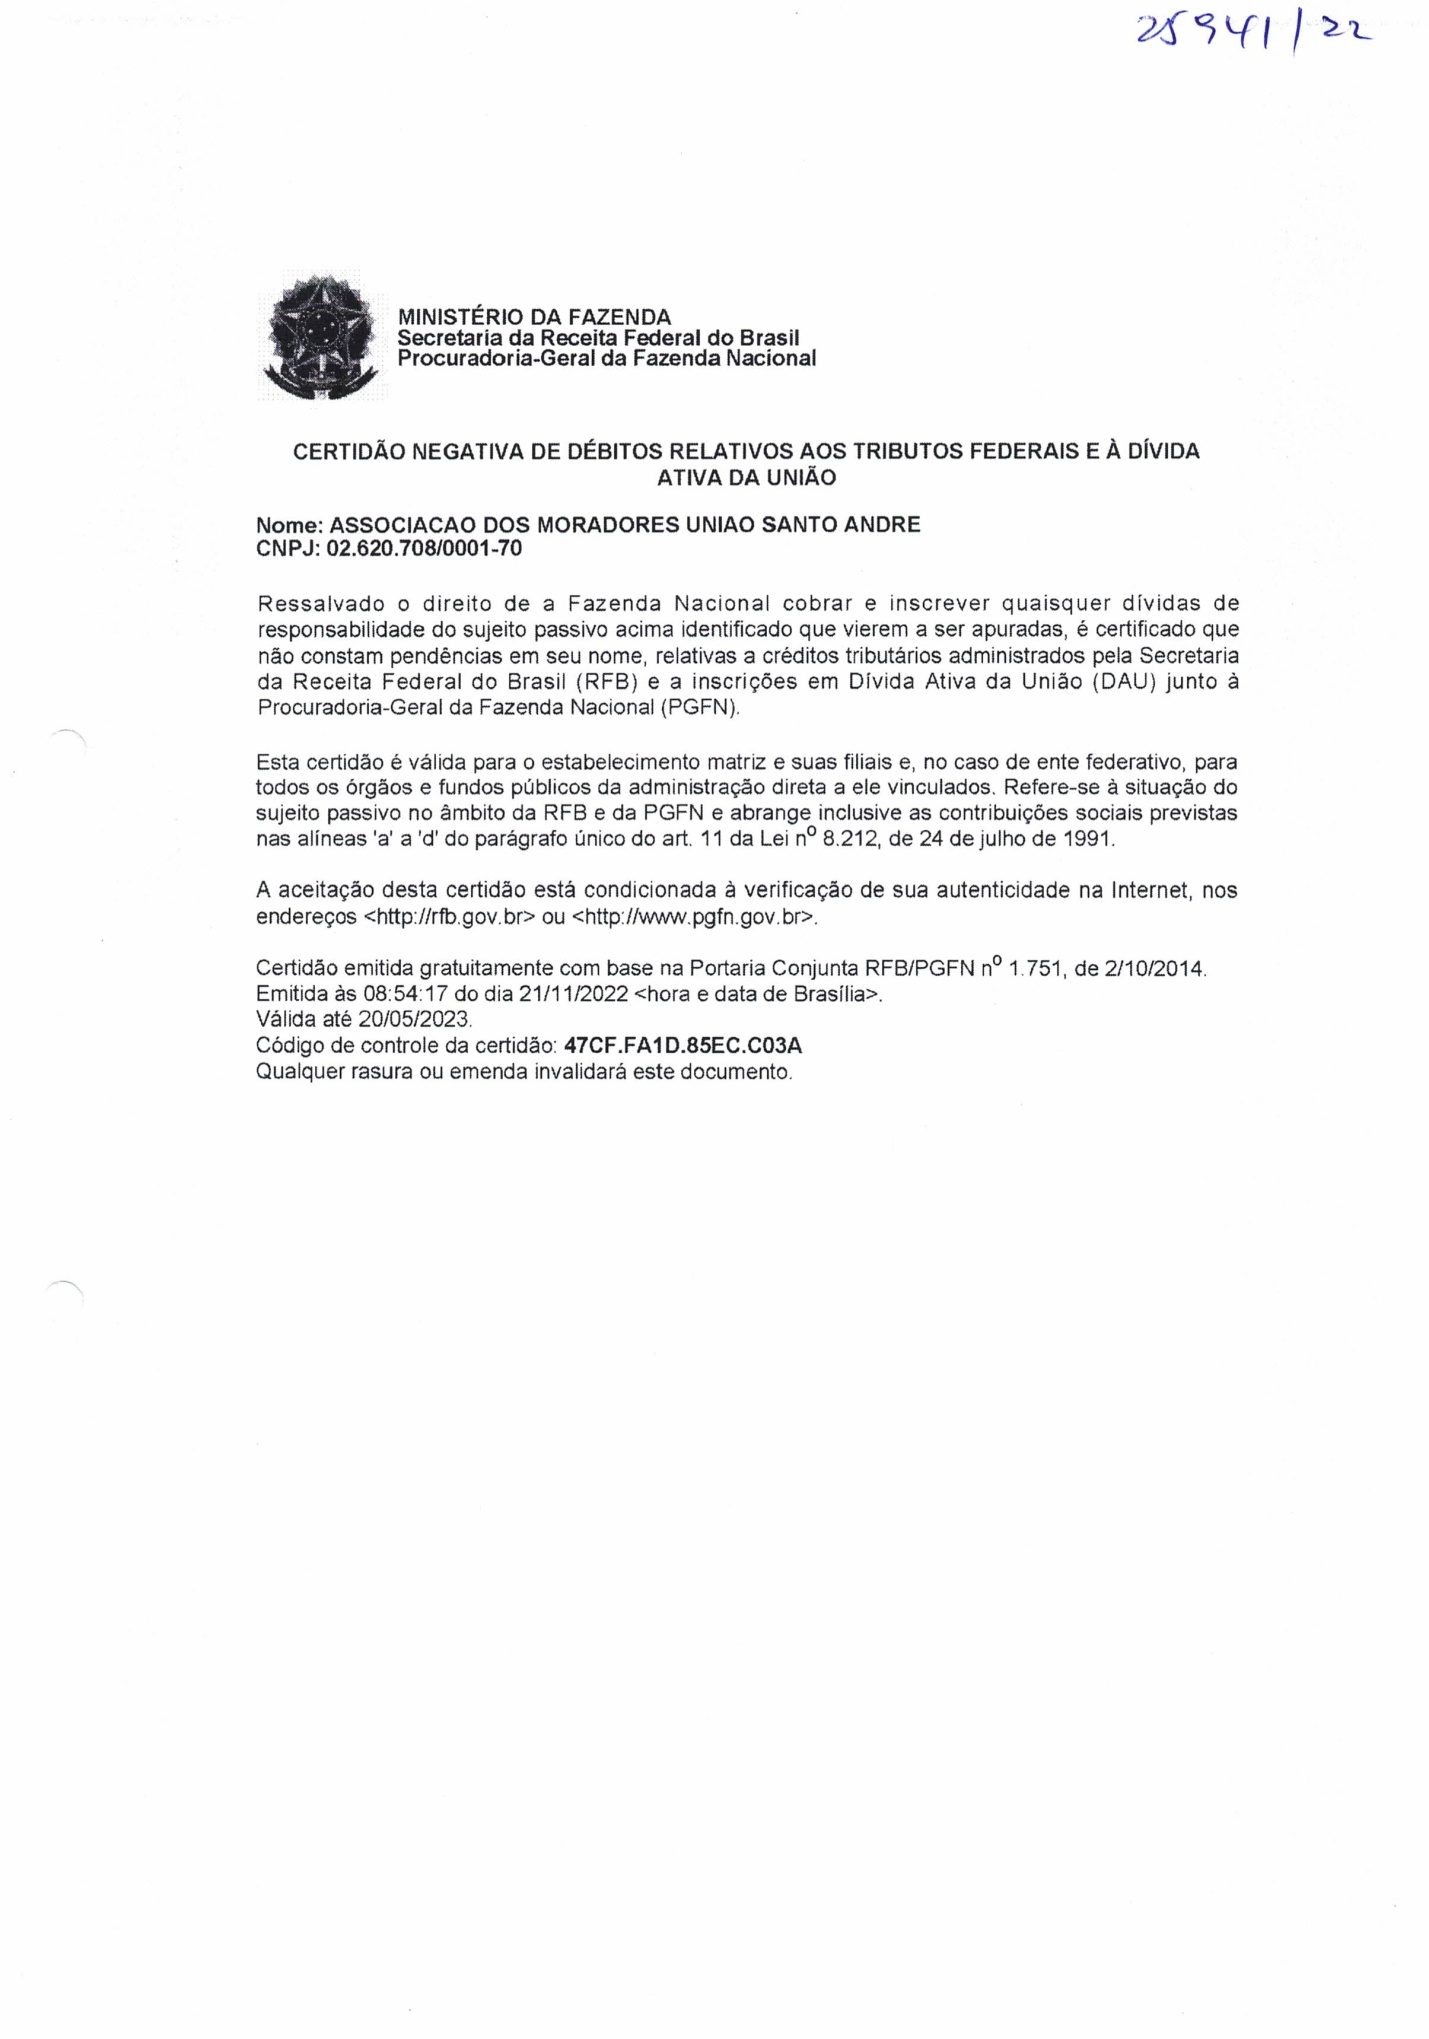 25941/22
MINISTÉRIO DA FAZENDA
Secretaria da Receita Federal do Brasil
Procuradoria-Geral da Fazenda Nacional
CERTIDÃO NEGATIVA DE DÉBITOS RELATIVOS AOS TRIBUTOS FEDERAIS E À DÍVIDA
ATIVA DA UNIÃO
Nome: ASSOCIACAO DOS MORADORES UNIAO SANTO ANDRE
CNPJ: 02.620.708/0001-70
Ressalvado o direito de a Fazenda Nacional cobrar e inscrever quaisquer dívidas de
responsabilidade do sujeito passivo acima identificado que vierem a ser apuradas, é certificado que
não constam pendências em seu nome, relativas a créditos tributários administrados pela Secretaria
da Receita Federal do Brasil (RFB) e a inscrições em Dívida Ativa da União (DAU) junto à
Procuradoria-Geral da Fazenda Nacional (PGFN).
Esta certidão é válida para o estabelecimento matriz e suas filiais e, no caso de ente federativo, para
todos os órgãos e fundos públicos da administração direta a ele vinculados. Refere-se à situação do
sujeito passivo no âmbito da RFB e da PGFN e abrange inclusive as contribuições sociais previstas
nas alíneas 'a' a 'd' do parágrafo único do art. 11 da Lei nº 8.212, de 24 de julho de 1991.
A aceitação desta certidão está condicionada à verificação de sua autenticidade na Internet, nos
endereços <http://rfb.gov.br> ou <http://www.pgfn.gov.br>.
Certidão emitida gratuitamente com base na Portaria Conjunta RFB/PGFN nº 1.751, de 2/10/2014.
Emitida às 08:54:17 do dia 21/11/2022 <hora e data de Brasília>.
Válida até 20/05/2023.
Código de controle da certidão: 47CF.FA1D.85EC.C03A
Qualquer rasura ou emenda invalidará este documento.